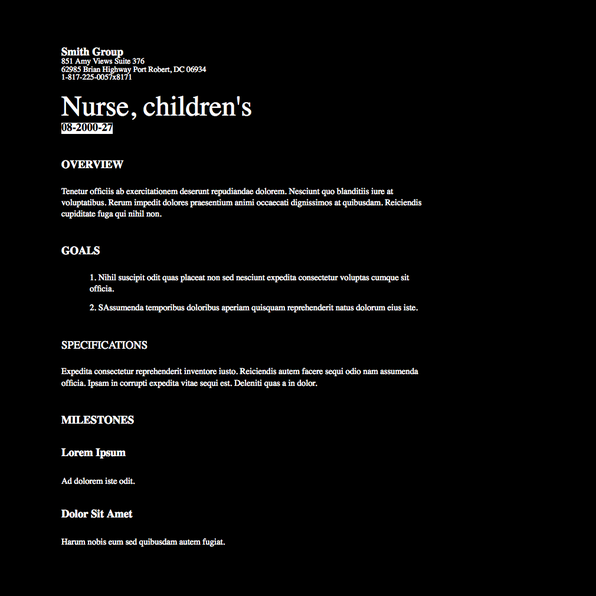 Smith Group
851 Amy Views Suite 376
62985 Brian Highway Port Robert, DC 06934
1-817-225-0057x8171
Nurse, children's
08-2000-27
OVERVIEW
Tenetur officiis ab exercitationem deserunt repudiandae dolorem. Nesciunt quo blanditiis iure at
voluptatibus. Rerum impedit dolores praesentium animi occaecati dignissimos at quibusdam. Reiciendis
cupiditate fuga qui nihil non.
GOALS
1. Nihil suscipit odit quas placeat non sed nesciunt expedita consectetur voluptas cumque sit
officia.
2. SAssumenda temporibus doloribus aperiam quisquam reprehenderit natus dolorum eius iste.
SPECIFICATIONS
Expedita consectetur reprehenderit inventore iusto. Reiciendis autem facere sequi odio nam assumenda
officia. Ipsam in corrupti expedita vitae sequi est. Deleniti quas a in dolor.
MILESTONES
Lorem Ipsum
Ad dolorem iste odit.
Dolor Sit Amet
Harum nobis eum sed quibusdam autem fugiat.